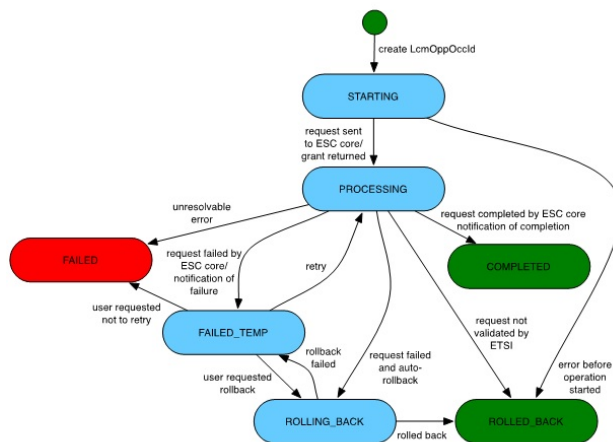 create LcmOppOccId
STARTING
request sent
to ESC core/
grant returned
PROCESSING
unresolvable
error
request completed by ESC core
notification of completion
FAILED
request failed by
ESC core/
notification of
failure
retry
COMPLETED
user requested
not to retry
FAILED_TEMP
request not
validated by
ETSI
rollback
failed
request failed
and auto-
rollback
error before
operation
started
user requested
rollback
ROLLING_BACK
rolled back
ROLLED_BACK